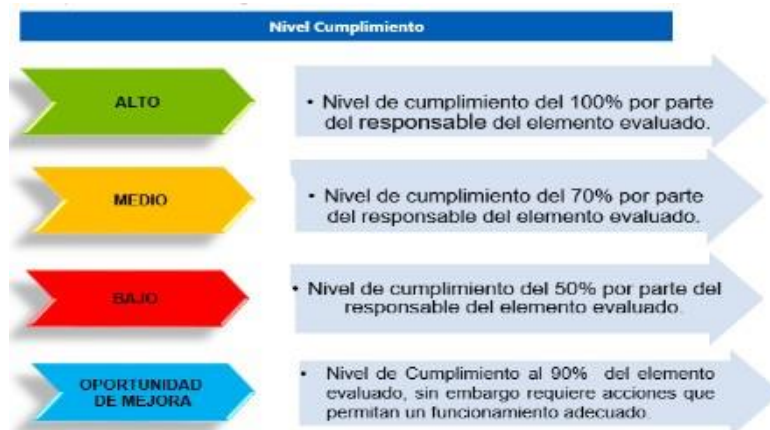 Nivel Cumplimiento
ALTO
• Nivel de cumplimiento del 100% por parte
del responsable del elemento evaluado.
MEDIO
• Nivel de cumplimiento del 70% por parte
del responsable del elemento evaluado.
BAJO
• Nivel de cumplimiento del 50% por parte del
responsable del elemento evaluado.
OPORTUNIDAD
DE MEJORA
• Nivel de Cumplimiento al 90% del elemento
evaluado, sin embargo requiere acciones que
permitan un funcionamiento adecuado.